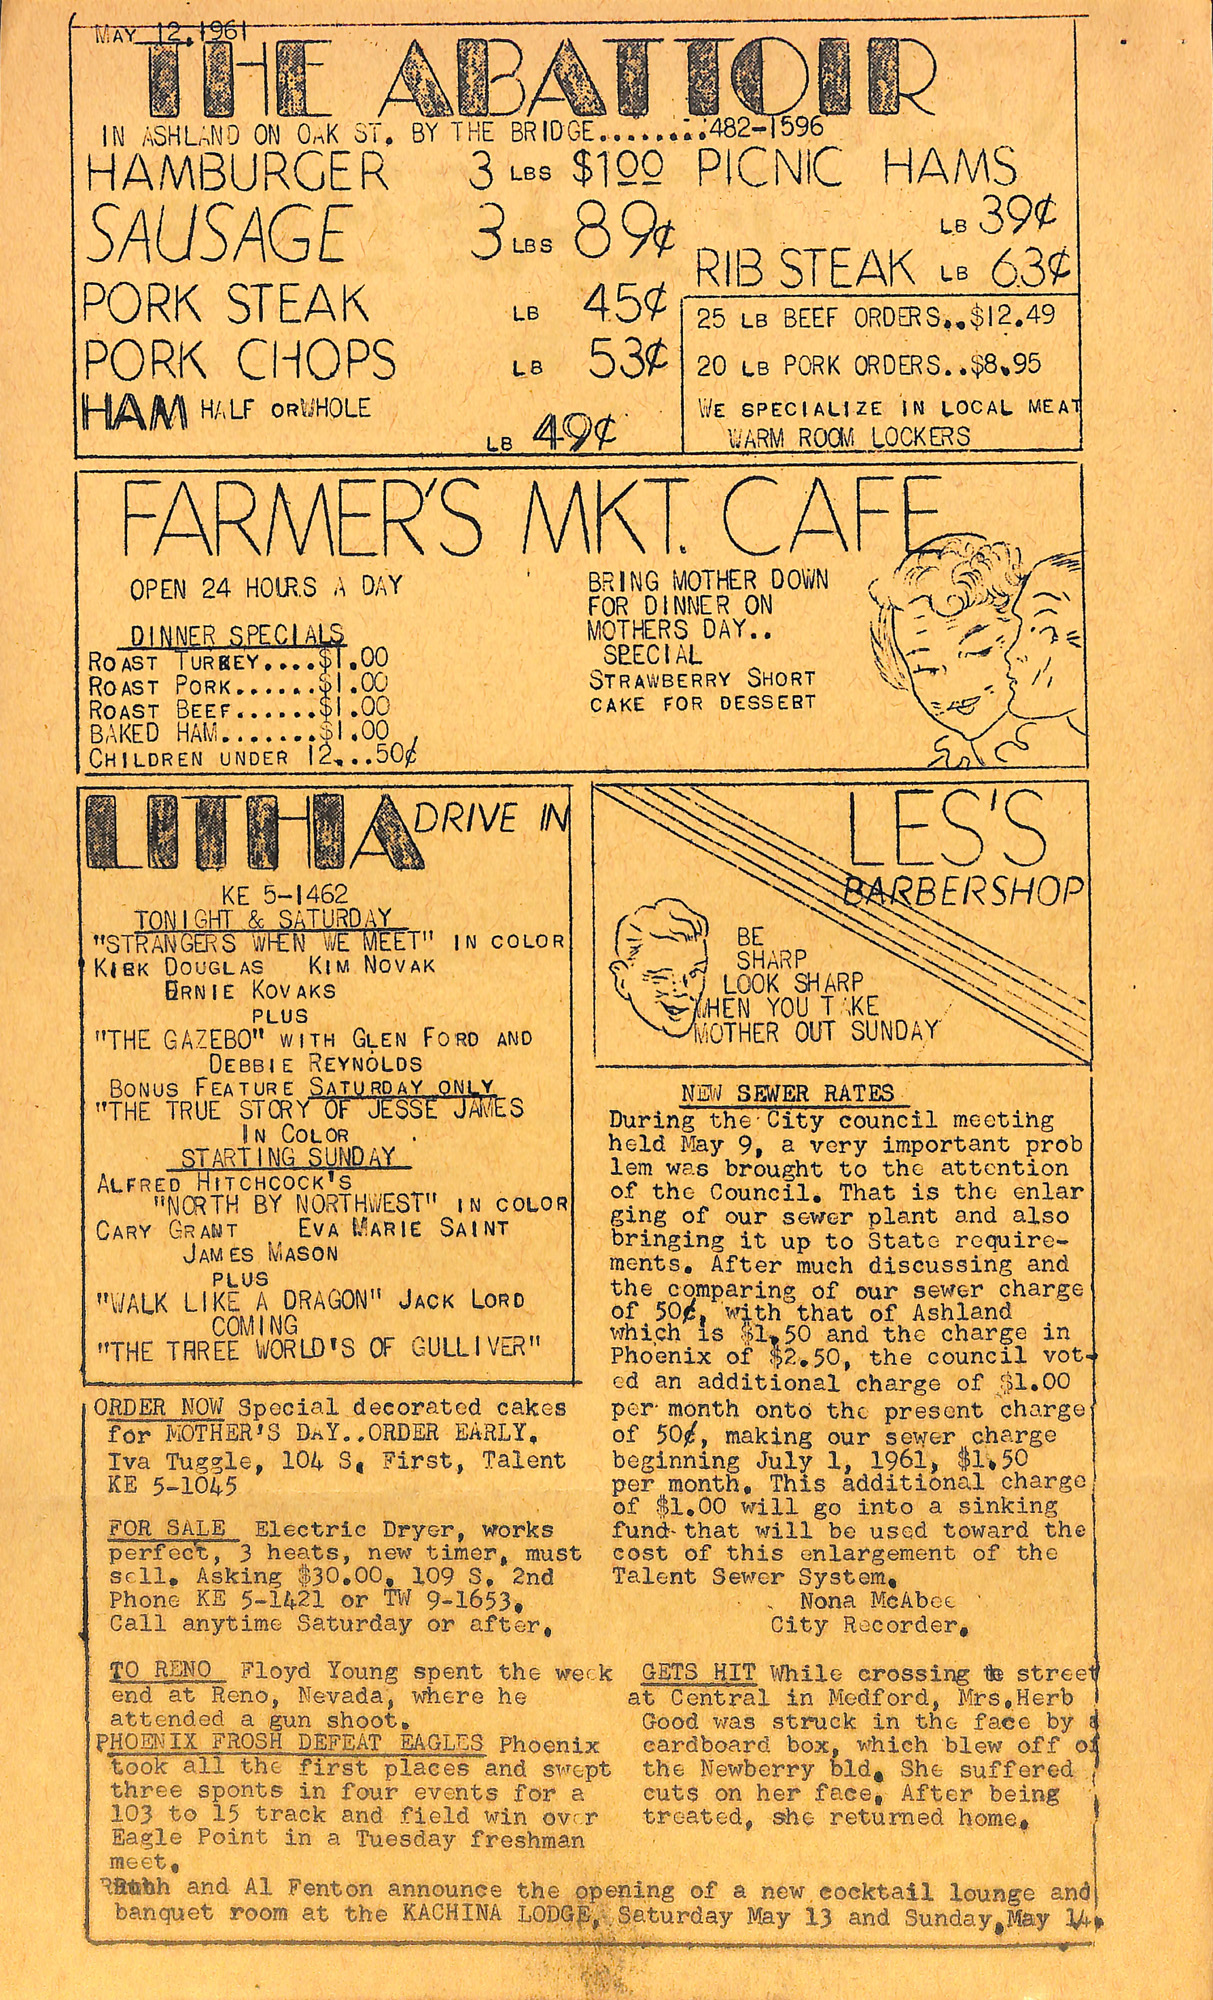 MAY 12, 1961
THE ABATTOIR
IN ASHLAND ON OAK ST. BY THE BRIDGE........482-1596
HAMBURGER 3 LBS $100
SAUSAGE 3 LBS 89¢
PORK STEAK LB 45¢
PORK CHOPS LB 53¢
HAM HALF OR WHOLE
LB 49¢
PICNIC HAMS
LB 39¢
RIB STEAK LB 63¢
25 LB BEEF ORDERS..$12.49
20 LB PORK ORDERS..$8.95
WE SPECIALIZE IN LOCAL MEAT
WARM ROOM LOCKERS
FARMER'S MKT. CAFE
OPEN 24 HOURS A DAY
DINNER SPECIALS
ROAST TURKEY....$1.00
ROAST PORK......$1.00
ROAST BEEF......$1.00
BAKED HAM.......$1.00
CHILDREN UNDER 12...50¢
BRING MOTHER DOWN
FOR DINNER ON
MOTHERS DAY..
SPECIAL
STRAWBERRY SHORT
CAKE FOR DESSERT
LITHIA DRIVE IN
KE 5-1462
TONIGHT & SATURDAY
"STRANGERS WHEN WE MEET" IN COLOR
KIRK DOUGLAS KIM NOVAK
ERNIE KOVAKS
PLUS
"THE GAZEBO" WITH GLEN FORD AND
DEBBIE REYNOLDS
BONUS FEATURE SATURDAY ONLY
"THE TRUE STORY OF JESSE JAMES
IN COLOR
STARTING SUNDAY
ALFRED HITCHCOCK'S
"NORTH BY NORTHWEST" IN COLOR
CARY GRANT EVA MARIE SAINT
JAMES MASON
PLUS
"WALK LIKE A DRAGON" JACK LORD
COMING
"THE THREE WORLD'S OF GULLIVER"
LES'S
BARBERSHOP
BE
SHARP
LOOK SHARP
WHEN YOU TAKE
MOTHER OUT SUNDAY
NEW SEWER RATES
During the City council meeting
held May 9, a very important prob
lem was brought to the attention
of the Council. That is the enlar
ging of our sewer plant and also
bringing it up to State require-
ments. After much discussing and
the comparing of our sewer charge
of 50¢, with that of Ashland
which is $1.50 and the charge in
Phoenix of $2.50, the council vot-
ed an additional charge of $1.00
per month onto the present charge
of 50¢, making our sewer charge
beginning July 1, 1961, $1.50
per month. This additional charge
of $1.00 will go into a sinking
fund that will be used toward the
cost of this enlargement of the
Talent Sewer System.
Nona McAbee
City Recorder.
ORDER NOW Special decorated cakes
for MOTHER'S DAY..ORDER EARLY.
Iva Tuggle, 104 S. First, Talent
KE 5-1045
FOR SALE Electric Dryer, works
perfect, 3 heats, new timer, must
sell. Asking $30.00, 109 S. 2nd
Phone KE 5-1421 or TW 9-1653.
Call anytime Saturday or after.
TO RENO Floyd Young spent the week
end at Reno, Nevada, where he
attended a gun shoot.
PHOENIX FROSH DEFEAT EAGLES Phoenix
took all the first places and swept
three sponts in four events for a
103 to 15 track and field win over
Eagle Point in a Tuesday freshman
meet.
GETS HIT While crossing the street
at Central in Medford, Mrs.Herb
Good was struck in the face by a
cardboard box, which blew off of
the Newberry bld. She suffered
cuts on her face. After being
treated, she returned home.
Ruth and Al Fenton announce the opening of a new cocktail lounge and
banquet room at the KACHINA LODGE, Saturday May 13 and Sunday,May 14.